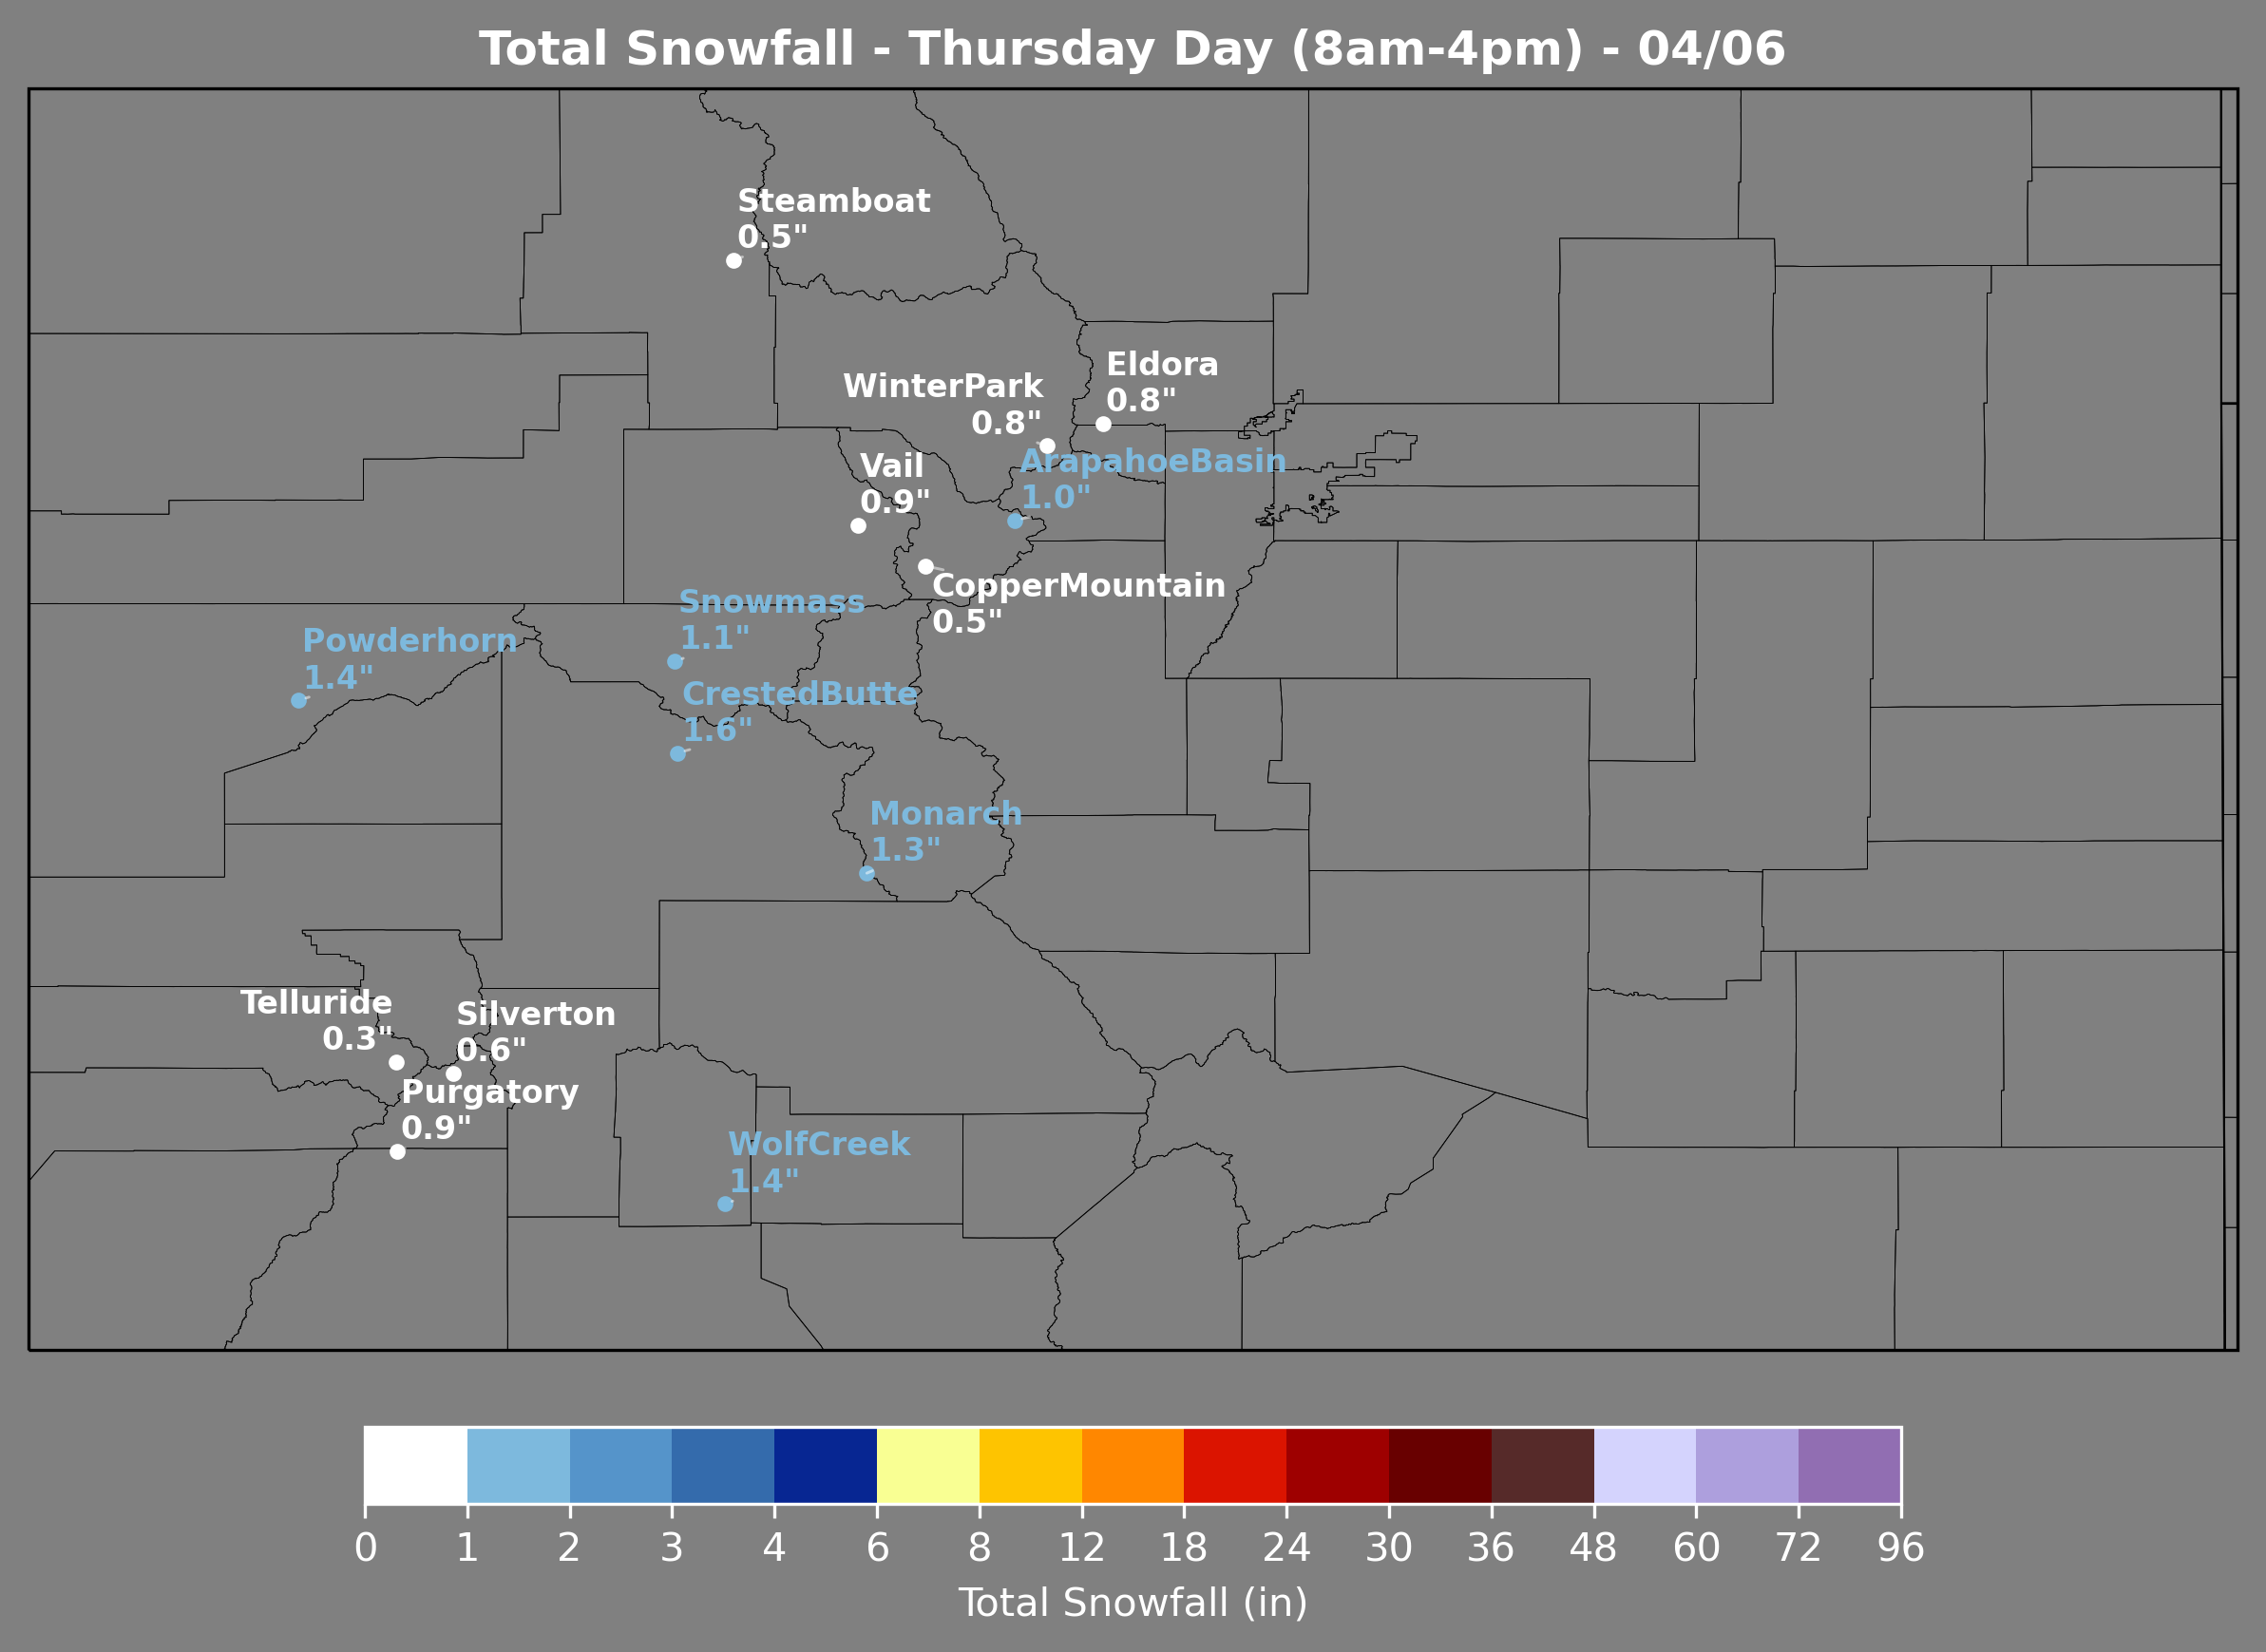 Total Snowfall - Thursday Day (8am-4pm) - 04/06
Steamboat
0.5"
Eldora
0.8"
WinterPark
0.8"
Vail
0.9"
ArapahoeBasin
1.0"
CopperMountain
0.5"
Snowmass
1.1"
Powderhorn
1.4"
CrestedButte
1.6"
Monarch
1.3"
Telluride
0.3"
Silverton
0.6"
Purgatory
0.9"
WolfCreek
1.4"
0 1 2 3 4 6 8 12 18 24 30 36 48 60 72 96
Total Snowfall (in)